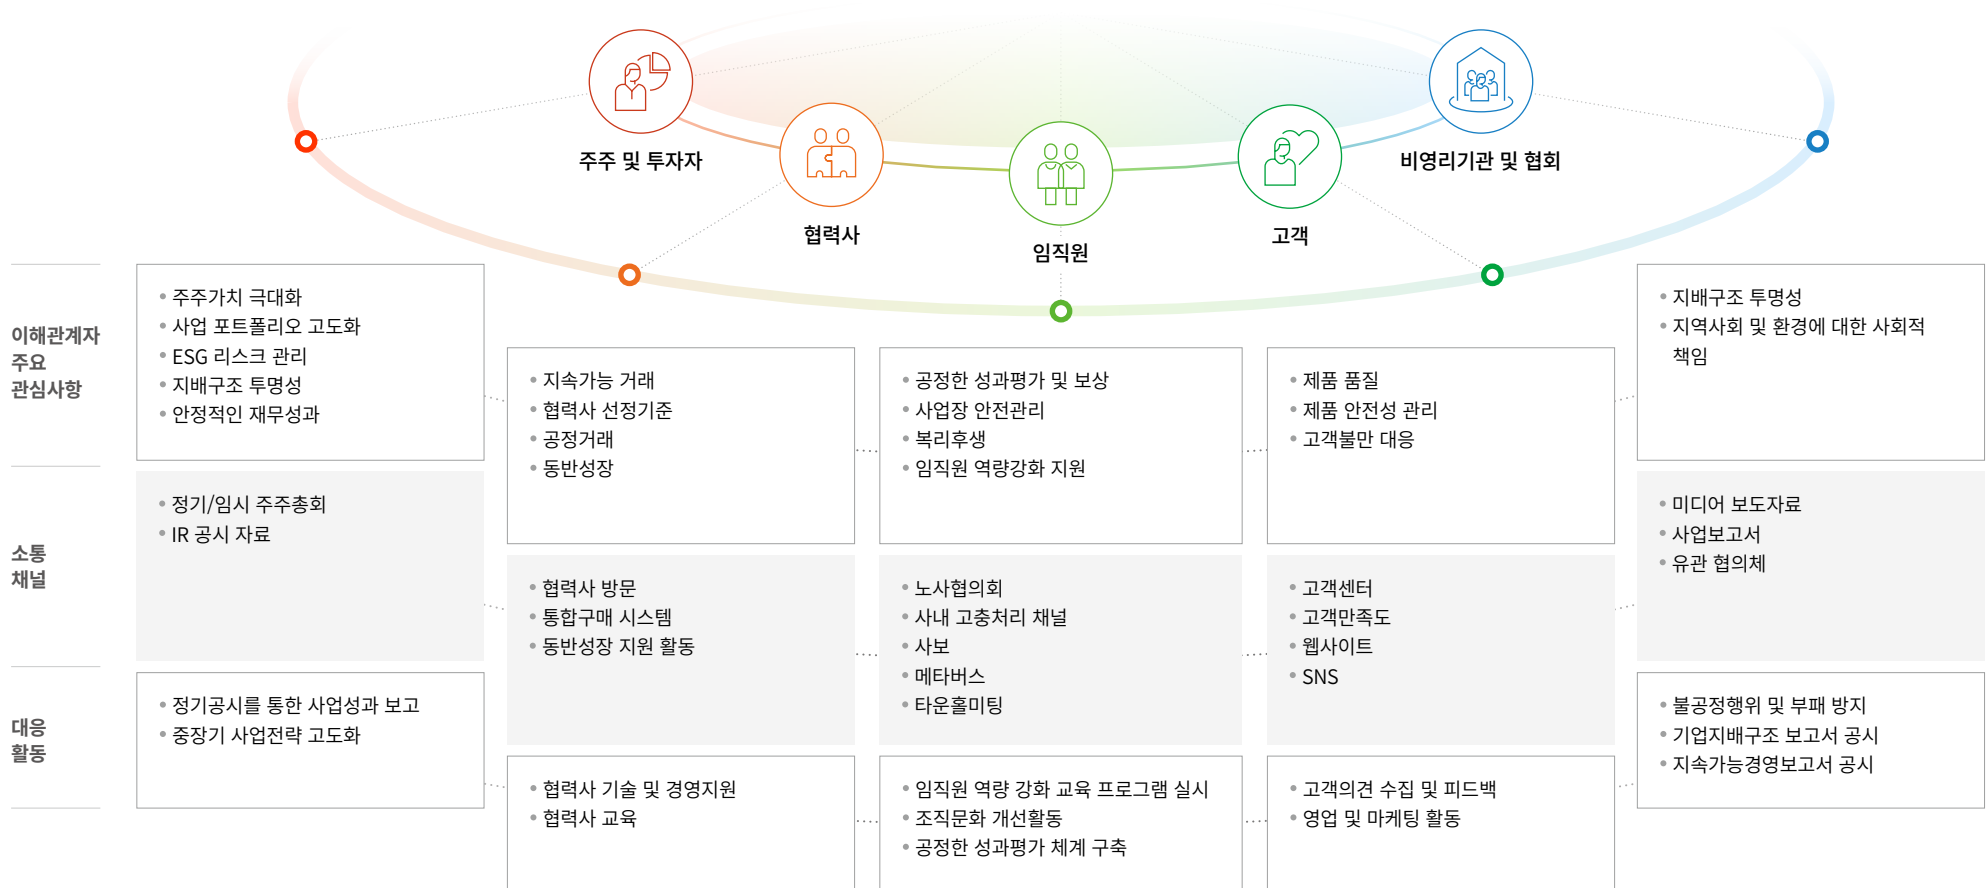 주주 및 투자자
협력사
임직원
고객
비영리기관 및 협회
이해관계자
주요
관심사항
• 주주가치 극대화
• 사업 포트폴리오 고도화
• ESG 리스크 관리
• 지배구조 투명성
• 안정적인 재무성과
• 지속가능 거래
• 협력사 선정기준
• 공정거래
• 동반성장
• 공정한 성과평가 및 보상
• 사업장 안전관리
• 복리후생
• 임직원 역량강화 지원
• 제품 품질
• 제품 안전성 관리
• 고객불만 대응
• 지배구조 투명성
• 지역사회 및 환경에 대한 사회적
책임
소통
채널
• 정기/임시 주주총회
• IR 공시 자료
• 협력사 방문
• 통합구매 시스템
• 동반성장 지원 활동
• 노사협의회
• 사내 고충처리 채널
• 사보
• 메타버스
• 타운홀미팅
• 고객센터
• 고객만족도
• 웹사이트
• SNS
• 미디어 보도자료
• 사업보고서
• 유관 협의체
대응
활동
• 정기공시를 통한 사업성과 보고
• 중장기 사업전략 고도화
• 협력사 기술 및 경영지원
• 협력사 교육
• 임직원 역량 강화 교육 프로그램 실시
• 조직문화 개선활동
• 공정한 성과평가 체계 구축
• 고객의견 수집 및 피드백
• 영업 및 마케팅 활동
• 불공정행위 및 부패 방지
• 기업지배구조 보고서 공시
• 지속가능경영보고서 공시